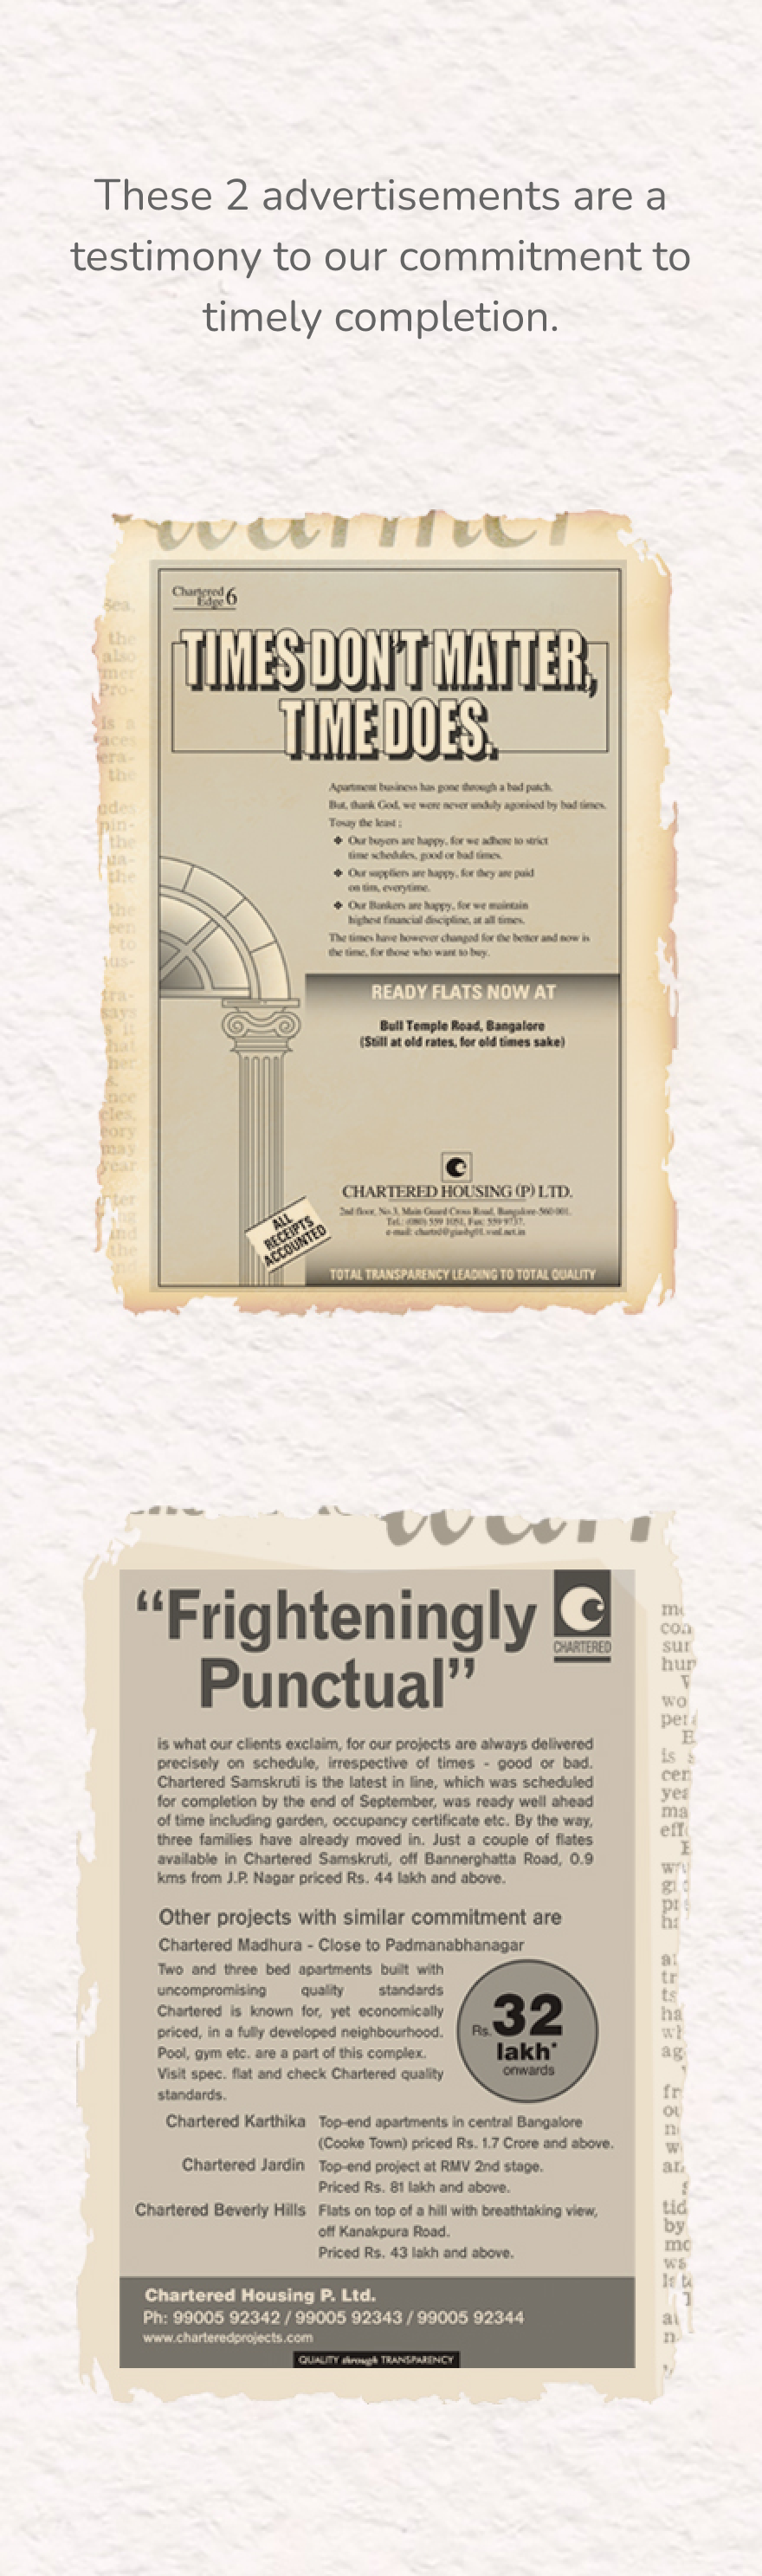 These 2 advertisements are a
testimony to our commitment to
timely completion.
Chartered
Edge 6
TIMES DON'T MATTER,
TIME DOES.
Apartment business has gone through a bad patch.
But, thank God, we were never unduly agonised by bad times.
Tosay the least ;
❖ Our buyers are happy, for we adhere to strict
time schedules, good or bad times.
❖ Our suppliers are happy, for they are paid
on tim, everytime.
❖ Our Bankers are happy, for we maintain
highest financial discipline, at all times.
The times have however changed for the better and now is
the time, for those who want to buy.
READY FLATS NOW AT
Bull Temple Road, Bangalore
(Still at old rates, for old times sake)
CHARTERED HOUSING (P) LTD.
2nd floor, No.3, Main Guard Cross Road, Bangalore-560 001.
Tel.: (080) 559 1051, Fax: 559 9737.
ALL
RECEIPTS
ACCOUNTED
TOTAL TRANSPARENCY LEADING TO TOTAL QUALITY
“Frighteningly
Punctual”
CHARTERED
is what our clients exclaim, for our projects are always delivered
precisely on schedule, irrespective of times - good or bad.
Chartered Samskruti is the latest in line, which was scheduled
for completion by the end of September, was ready well ahead
of time including garden, occupancy certificate etc. By the way,
three families have already moved in. Just a couple of flates
available in Chartered Samskruti, off Bannerghatta Road, 0.9
kms from J.P. Nagar priced Rs. 44 lakh and above.
Other projects with similar commitment are
Chartered Madhura - Close to Padmanabhanagar
Two and three bed apartments built with
uncompromising quality standards
Chartered is known for, yet economically
priced, in a fully developed neighbourhood.
Pool, gym etc. are a part of this complex.
Visit spec. flat and check Chartered quality
standards.
Rs. 32
lakh*
onwards
Chartered Karthika Top-end apartments in central Bangalore
(Cooke Town) priced Rs. 1.7 Crore and above.
Chartered Jardin Top-end project at RMV 2nd stage.
Priced Rs. 81 lakh and above.
Chartered Beverly Hills Flats on top of a hill with breathtaking view,
off Kanakpura Road.
Priced Rs. 43 lakh and above.
Chartered Housing P. Ltd.
Ph: 99005 92342 / 99005 92343 / 99005 92344
www.charteredprojects.com
QUALITY through TRANSPARENCY